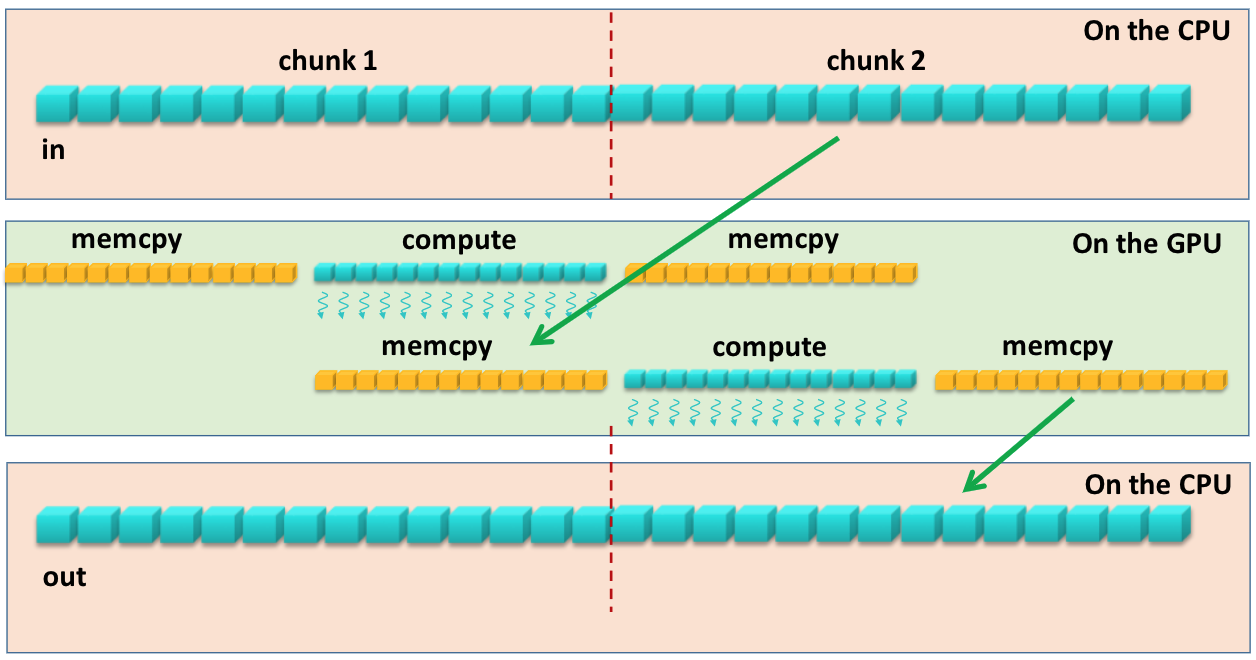 On the CPU
chunk 1
chunk 2
in
memcpy
compute
memcpy
On the GPU
memcpy
compute
memcpy
On the CPU
out